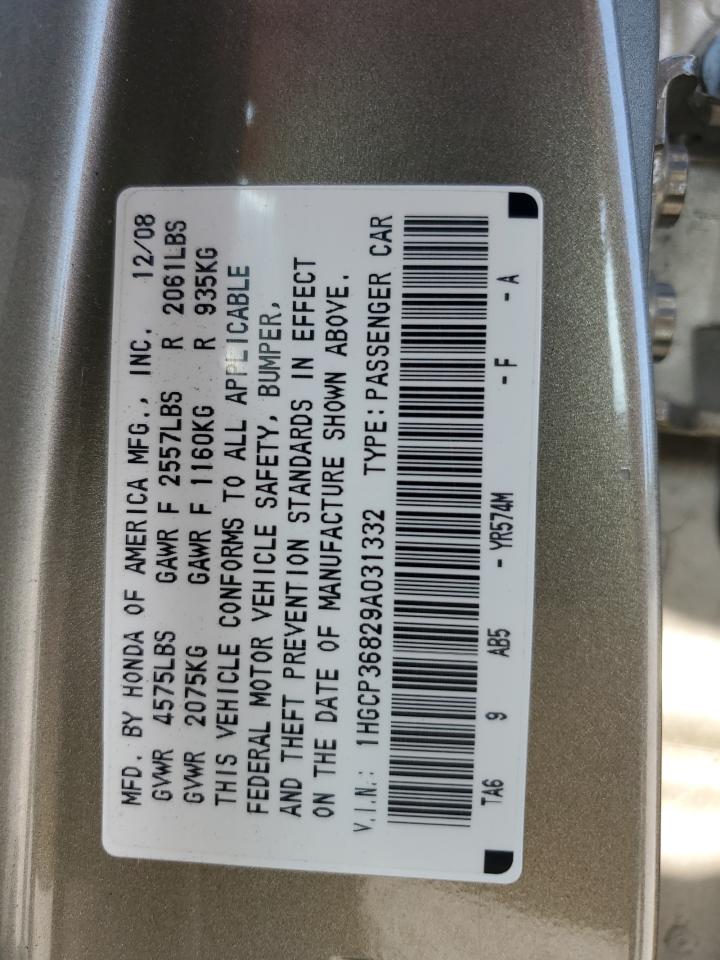 MFD. BY HONDA OF AMERICA MFG., INC. 12/08
GVWR 4575LBS GAWR F 2557LBS R 2061LBS
GVWR 2075KG GAWR F 1160KG R 935KG
THIS VEHICLE CONFORMS TO ALL APPLICABLE
FEDERAL MOTOR VEHICLE SAFETY, BUMPER,
AND THEFT PREVENTION STANDARDS IN EFFECT
ON THE DATE OF MANUFACTURE SHOWN ABOVE.
V.I.N.: 1HGCP36829A031332 TYPE:PASSENGER CAR
TA6 9 AB5 - YR574M - F - A